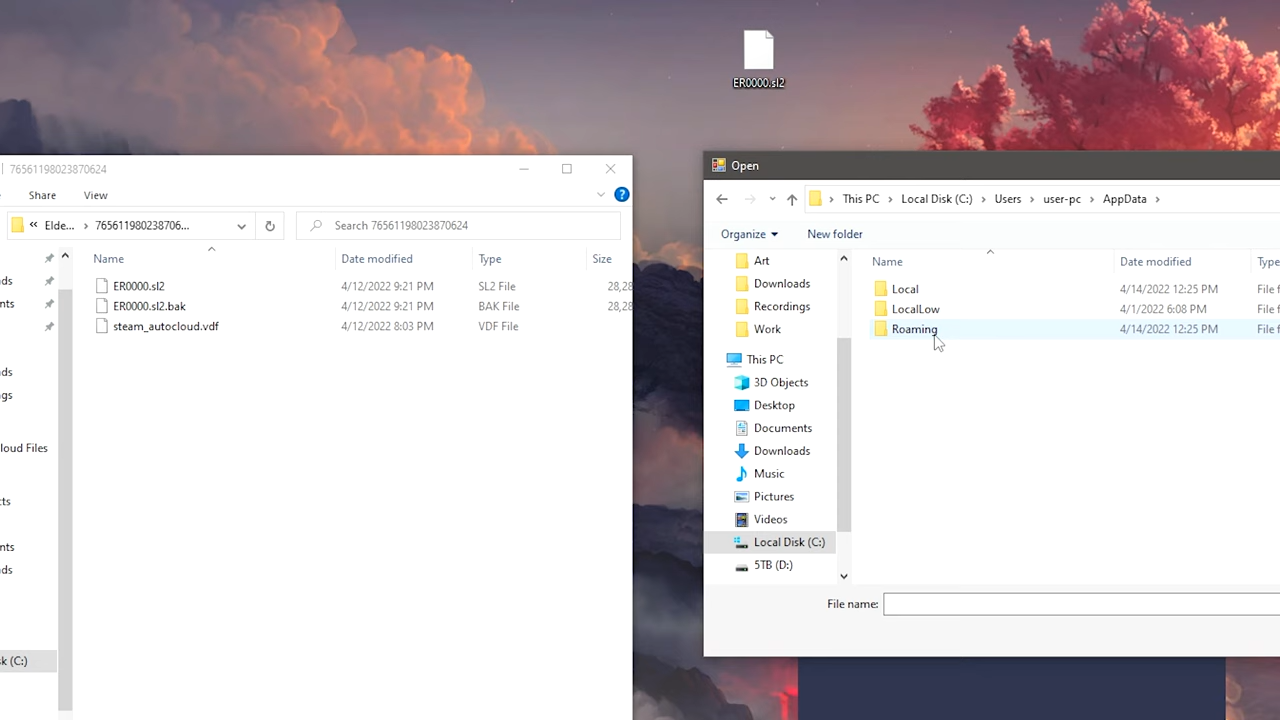 ER0000.sl2
76561198023870624
Share
View
?
« Elde... › 765611980238706...
Search 76561198023870624
Name
Date modified
Type
Size
ER0000.sl2
4/12/2022 9:21 PM
SL2 File
28,28
ER0000.sl2.bak
4/12/2022 9:21 PM
BAK File
28,28
steam_autocloud.vdf
4/12/2022 8:03 PM
VDF File
ds
nts
ds
gs
oud Files
ts
nts
ds
k (C:)
Open
This PC › Local Disk (C:) › Users › user-pc › AppData ›
Organize
New folder
Art
Downloads
Recordings
Work
This PC
3D Objects
Desktop
Documents
Downloads
Music
Pictures
Videos
Local Disk (C:)
5TB (D:)
Name
Date modified
Type
Local
4/14/2022 12:25 PM
File f
LocalLow
4/1/2022 6:08 PM
File f
Roaming
4/14/2022 12:25 PM
File f
File name: